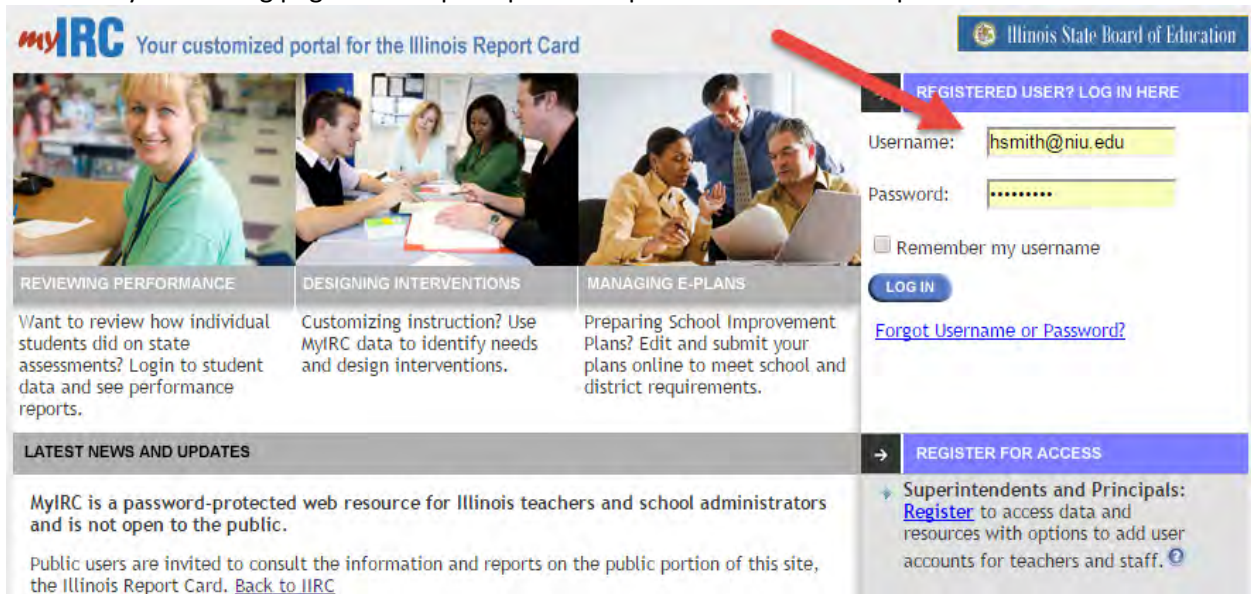 myIRC Your customized portal for the Illinois Report Card
Illinois State Board of Education
REGISTERED USER? LOG IN HERE
Username: hsmith@niu.edu
Password: •••••••••
Remember my username
LOG IN
Forgot Username or Password?
REVIEWING PERFORMANCE
Want to review how individual
students did on state
assessments? Login to student
data and see performance
reports.
DESIGNING INTERVENTIONS
Customizing instruction? Use
MyIRC data to identify needs
and design interventions.
MANAGING E-PLANS
Preparing School Improvement
Plans? Edit and submit your
plans online to meet school and
district requirements.
LATEST NEWS AND UPDATES
MyIRC is a password-protected web resource for Illinois teachers and school administrators
and is not open to the public.
Public users are invited to consult the information and reports on the public portion of this site,
the Illinois Report Card. Back to IIRC
REGISTER FOR ACCESS
Superintendents and Principals:
Register to access data and
resources with options to add user
accounts for teachers and staff.